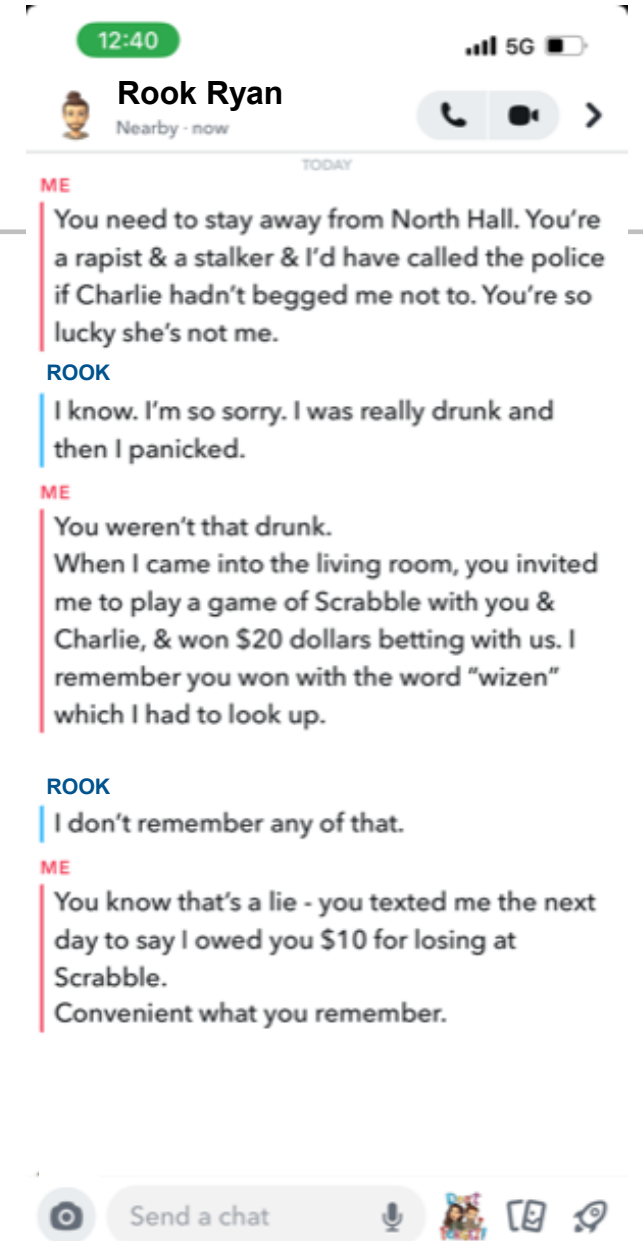 12:40
5G
Rook Ryan
Nearby · now
TODAY
ME
You need to stay away from North Hall. You’re
a rapist & a stalker & I’d have called the police
if Charlie hadn’t begged me not to. You’re so
lucky she’s not me.
ROOK
I know. I’m so sorry. I was really drunk and
then I panicked.
ME
You weren’t that drunk.
When I came into the living room, you invited
me to play a game of Scrabble with you &
Charlie, & won $20 dollars betting with us. I
remember you won with the word “wizen”
which I had to look up.
ROOK
I don’t remember any of that.
ME
You know that’s a lie - you texted me the next
day to say I owed you $10 for losing at
Scrabble.
Convenient what you remember.
Send a chat